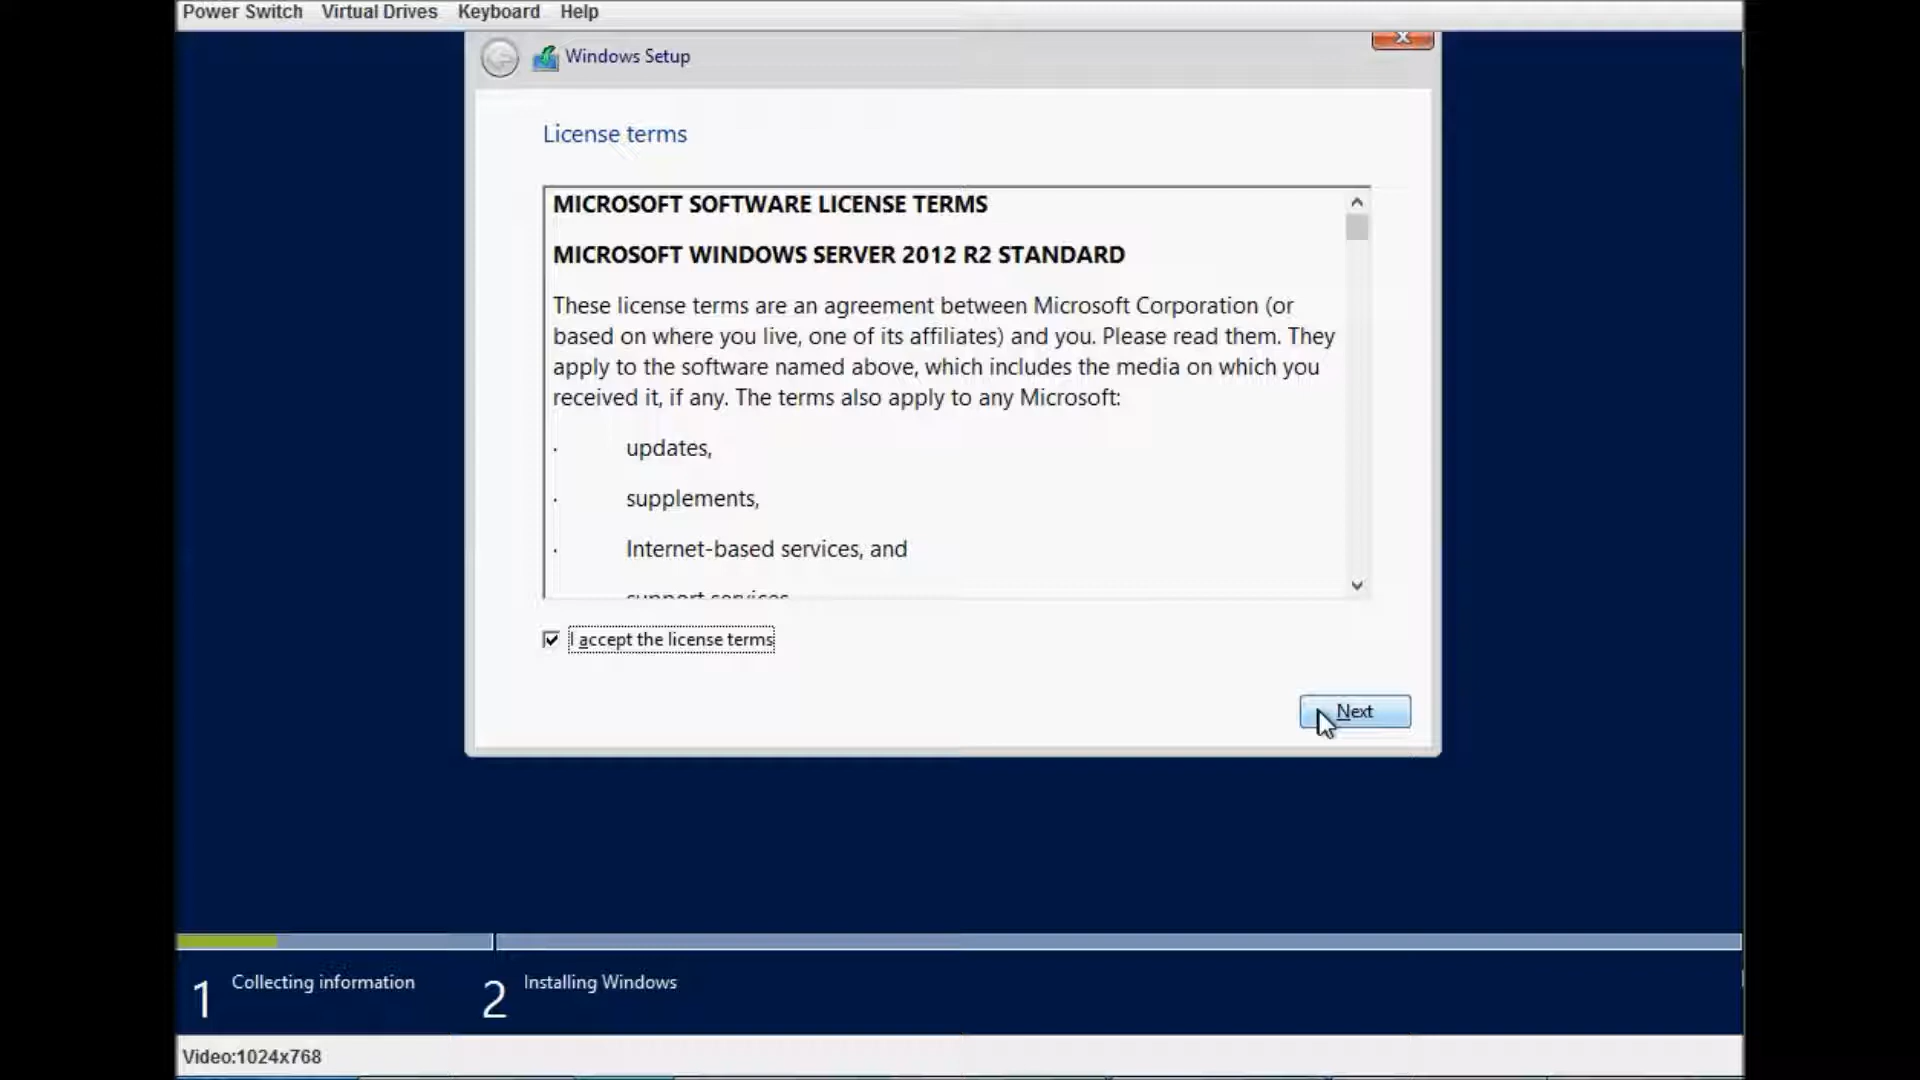 Power Switch Virtual Drives Keyboard Help
Windows Setup
License terms
MICROSOFT SOFTWARE LICENSE TERMS
MICROSOFT WINDOWS SERVER 2012 R2 STANDARD
These license terms are an agreement between Microsoft Corporation (or
based on where you live, one of its affiliates) and you. Please read them. They
apply to the software named above, which includes the media on which you
received it, if any. The terms also apply to any Microsoft:
· updates,
· supplements,
· Internet-based services, and
support services
I accept the license terms
Next
1 Collecting information 2 Installing Windows
Video:1024x768